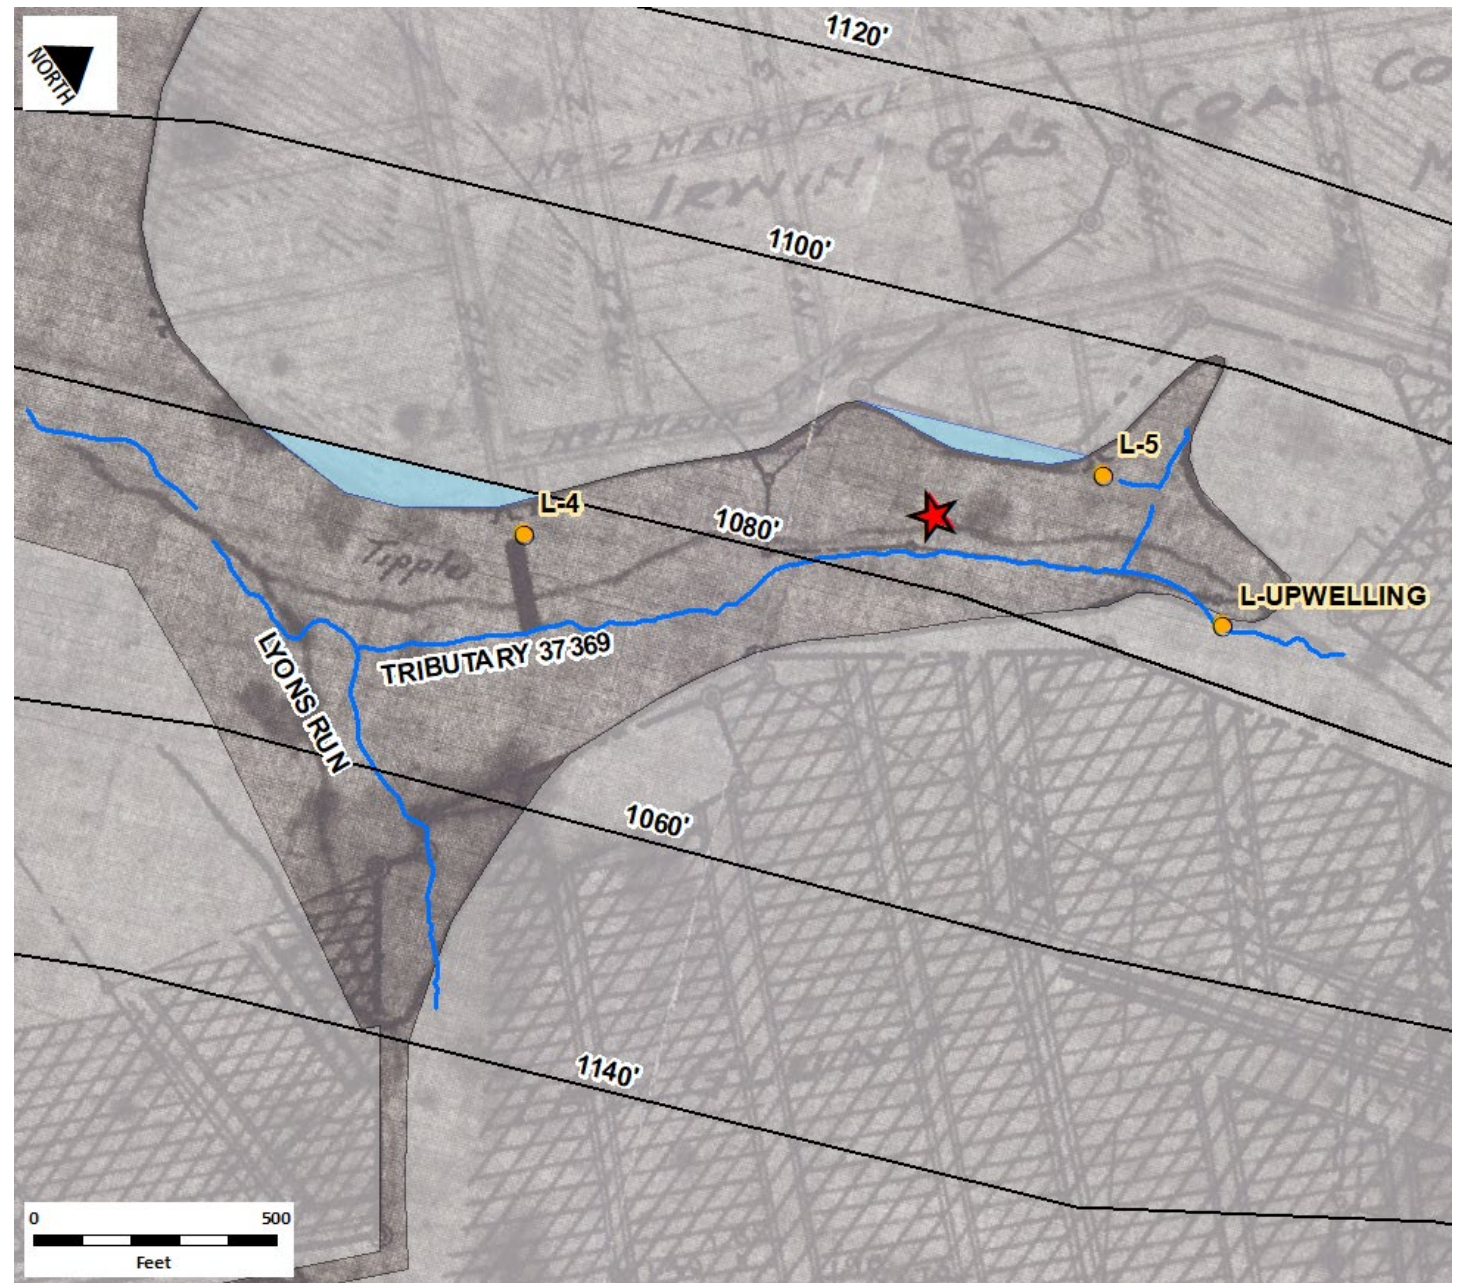 1120'
NORTH
COAL CO
No 2 MAIN FACE
GAS
IRWIN
1100'
L-5
L-4
1080'
Tipple
L-UPWELLING
TRIBUTARY 37369
LYONS RUN
1060'
1140'
0 500
Feet